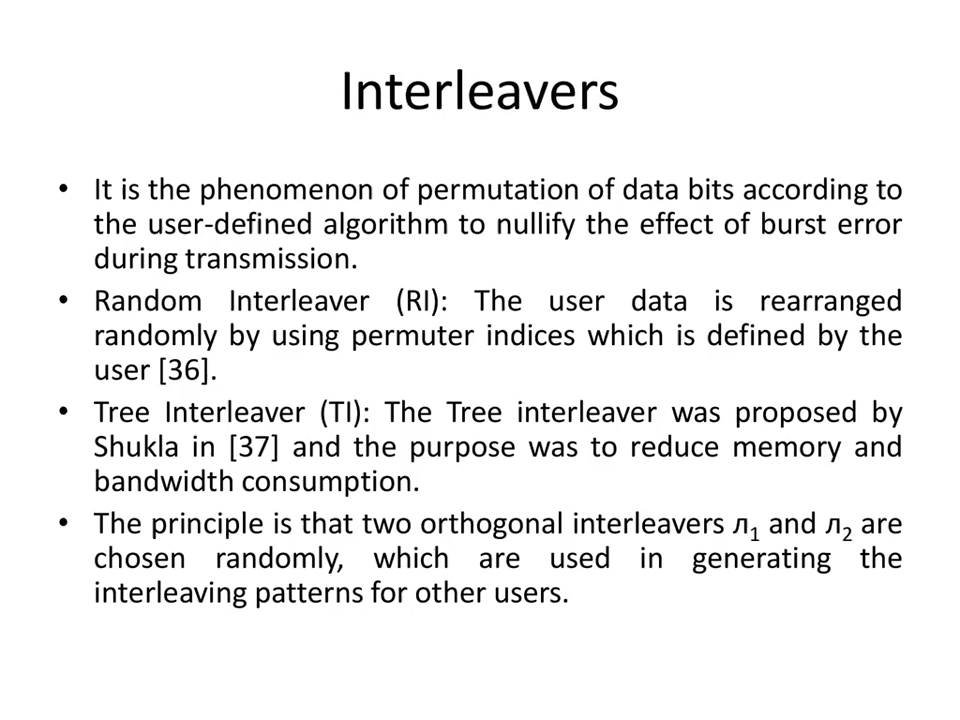 Interleavers
• It is the phenomenon of permutation of data bits according to
the user-defined algorithm to nullify the effect of burst error
during transmission.
• Random Interleaver (RI): The user data is rearranged
randomly by using permuter indices which is defined by the
user [36].
• Tree Interleaver (TI): The Tree interleaver was proposed by
Shukla in [37] and the purpose was to reduce memory and
bandwidth consumption.
• The principle is that two orthogonal interleavers л₁ and л₂ are
chosen randomly, which are used in generating the
interleaving patterns for other users.